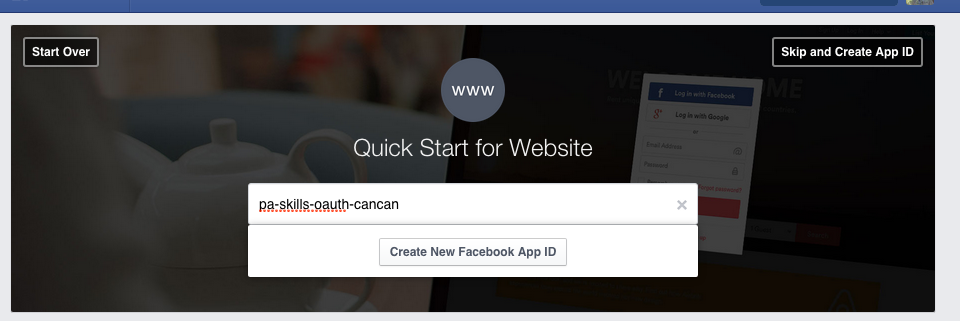 Start Over
Skip and Create App ID
www
Quick Start for Website
pa-skills-oauth-cancan
Create New Facebook App ID
Log in with Facebook
Log in with Google
or
Email Address
Password